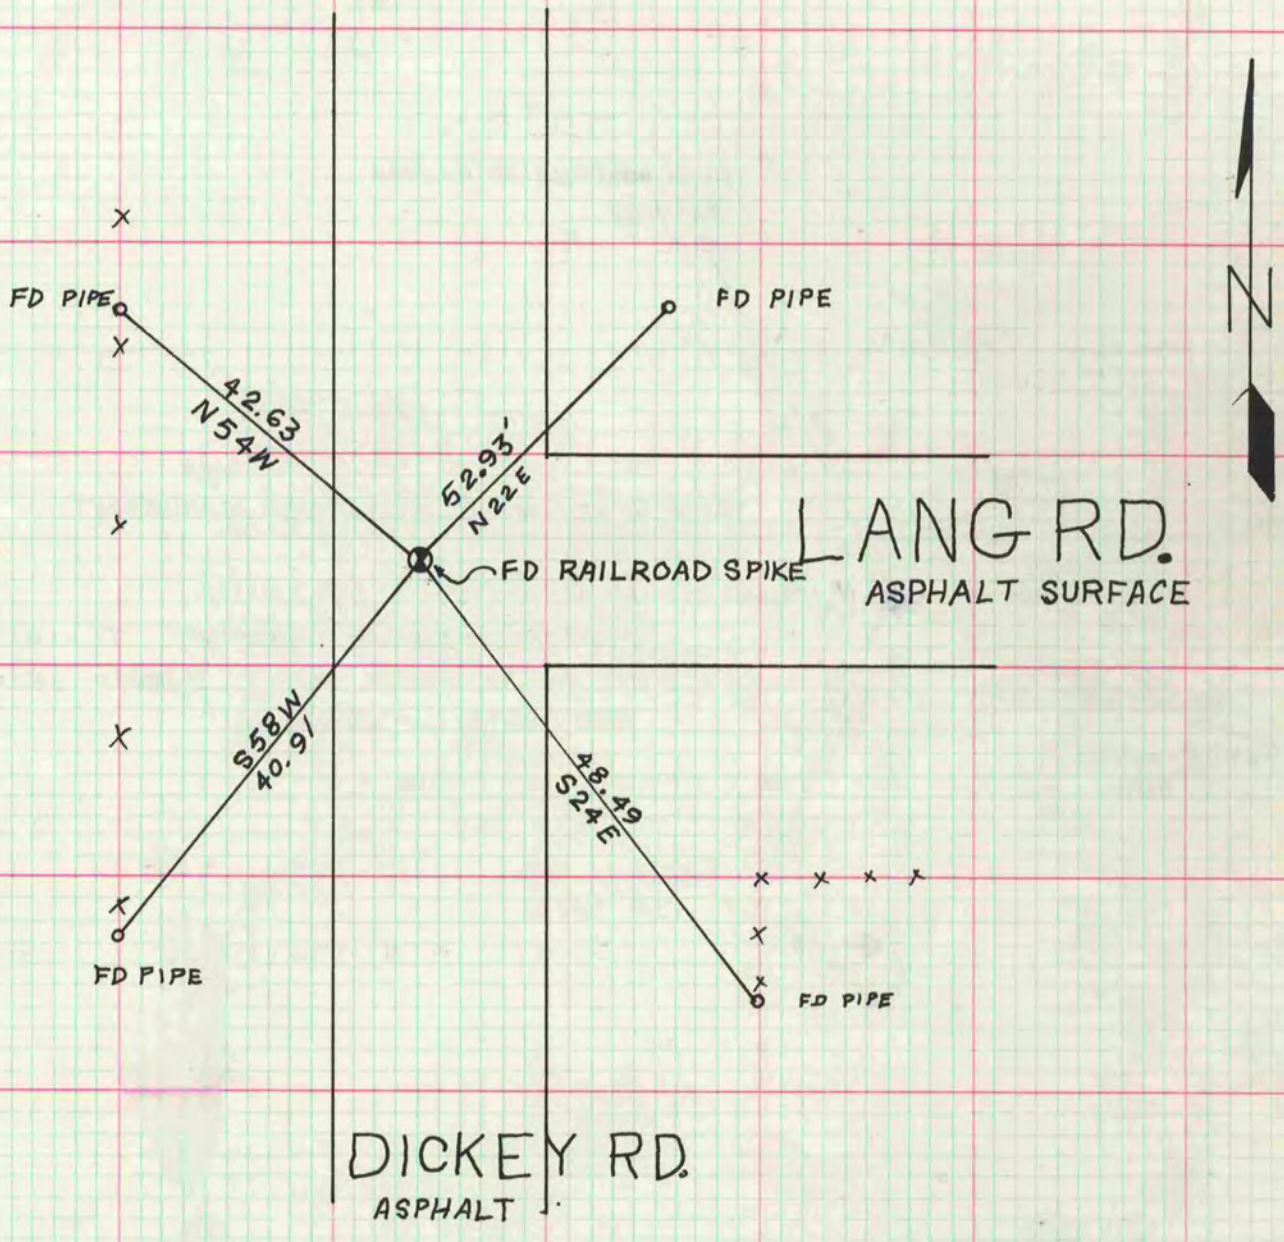 FD PIPE
FD PIPE
N
42.63
N54W
52.93'
N22E
LANG RD.
FD RAILROAD SPIKE
ASPHALT SURFACE
S58W
40.91
48.49
S24E
FD PIPE
FD PIPE
DICKEY RD.
ASPHALT